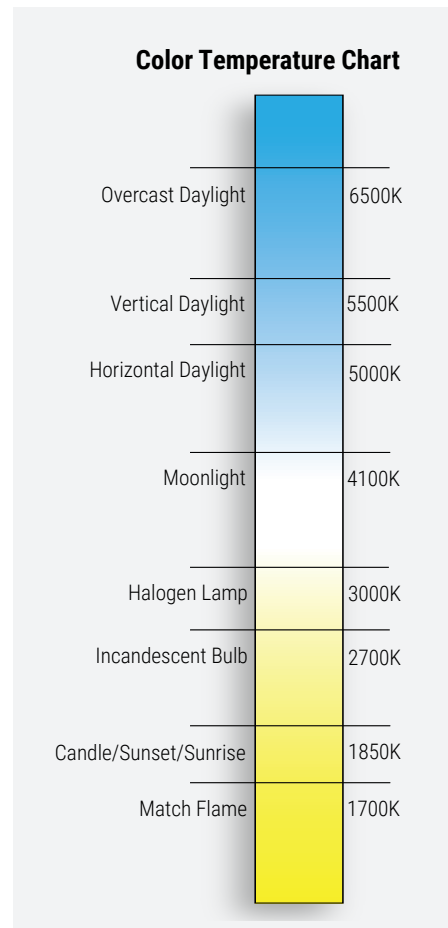 Color Temperature Chart
Overcast Daylight 6500K
Vertical Daylight 5500K
Horizontal Daylight 5000K
Moonlight 4100K
Halogen Lamp 3000K
Incandescent Bulb 2700K
Candle/Sunset/Sunrise 1850K
Match Flame 1700K